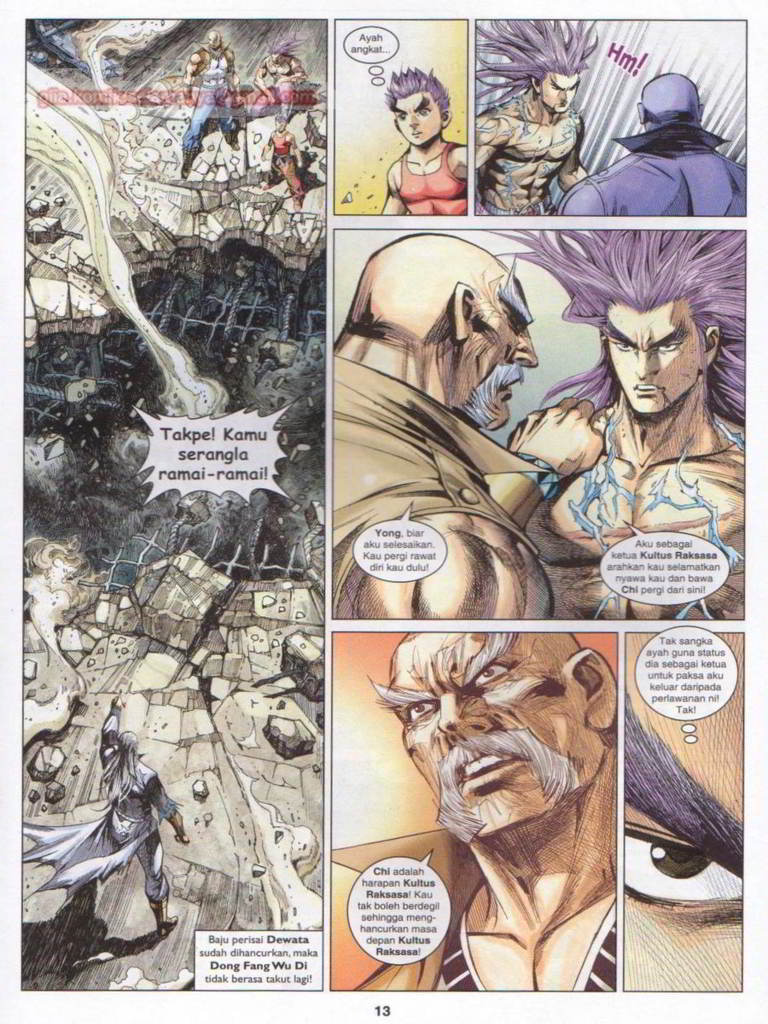 Takpe! Kamu
serangla
ramai-ramai!
Baju perisai Dewata
sudah dihancurkan, maka
Dong Fang Wu Di
tidak berasa takut lagi!
Ayah
angkat...
Hm!
Yong, biar
aku selesaikan.
Kau pergi rawat
diri kau dulu!
Aku sebagai
ketua Kultus Raksasa
arahkan kau selamatkan
nyawa kau dan bawa
Chi pergi dari sini!
Chi adalah
harapan Kultus
Raksasa! Kau
tak boleh berdegil
sehingga meng-
hancurkan masa
depan Kultus
Raksasa!
Tak sangka
ayah guna status
dia sebagai ketua
untuk paksa aku
keluar daripada
perlawanan ni!
Tak!
13